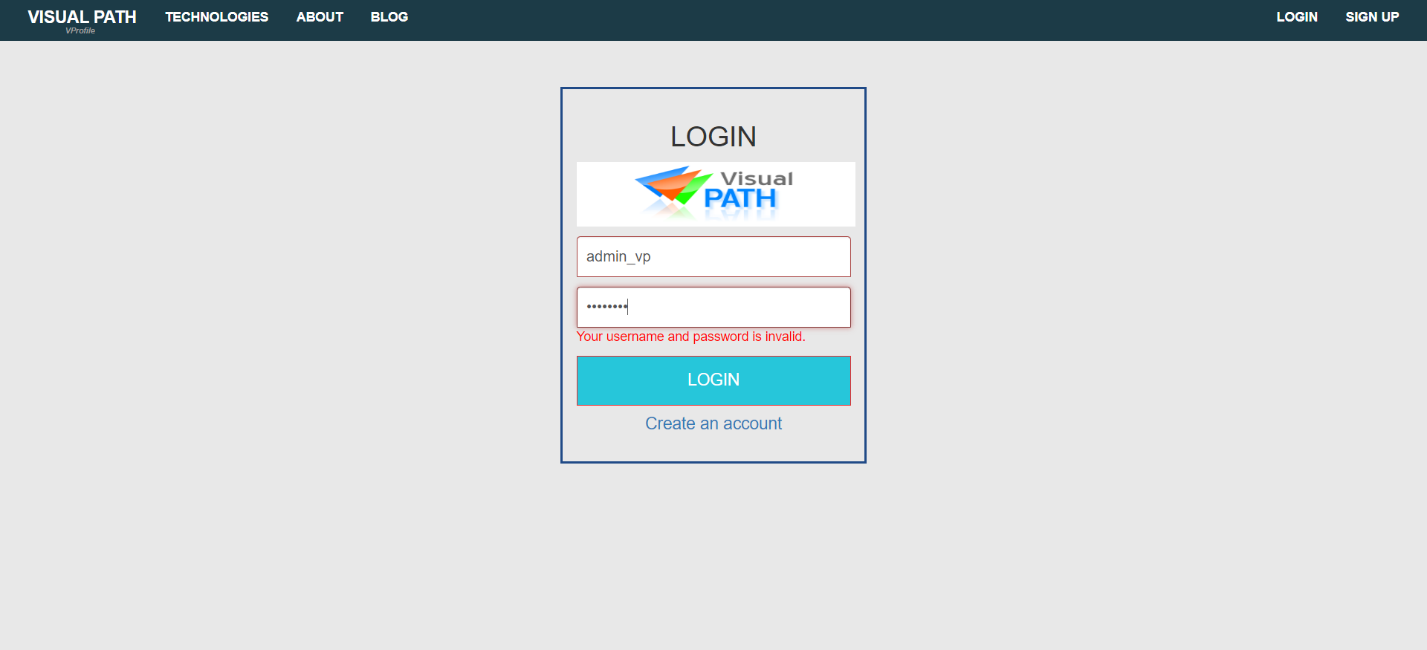 VISUAL PATH TECHNOLOGIES ABOUT BLOG LOGIN SIGN UP
VProfile
LOGIN
Visual
PATH
admin_vp
••••••••
Your username and password is invalid.
LOGIN
Create an account